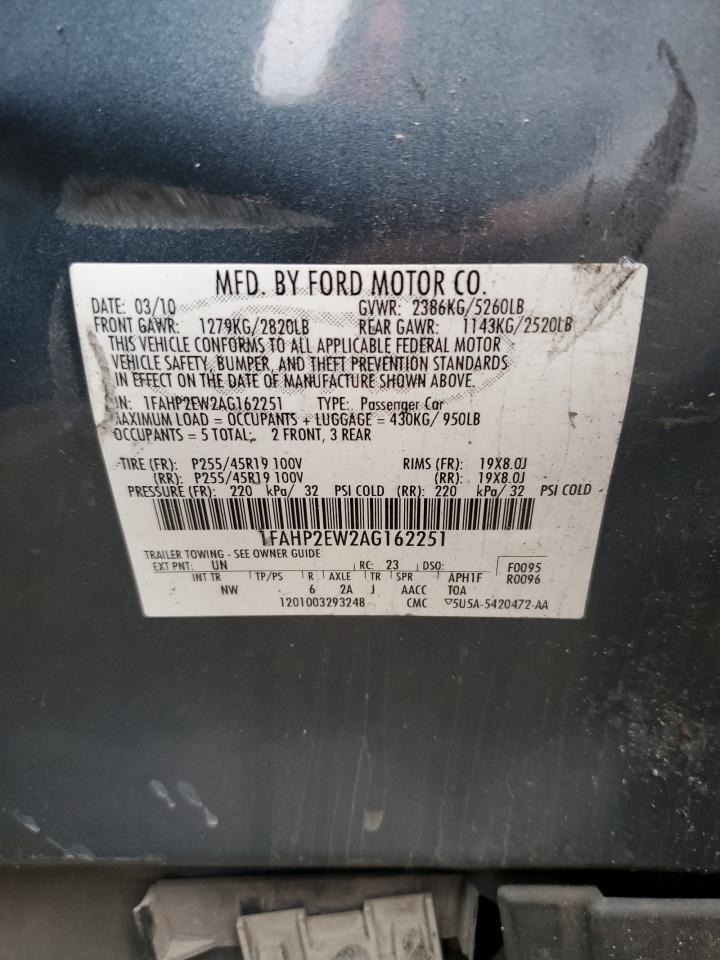 MFD. BY FORD MOTOR CO.
DATE: 03/10 GVWR: 2386KG/5260LB
FRONT GAWR: 1279KG/2820LB REAR GAWR: 1143KG/2520LB
THIS VEHICLE CONFORMS TO ALL APPLICABLE FEDERAL MOTOR
VEHICLE SAFETY, BUMPER, AND THEFT PREVENTION STANDARDS
IN EFFECT ON THE DATE OF MANUFACTURE SHOWN ABOVE.
VIN: 1FAHP2EW2AG162251 TYPE: Passenger Car
MAXIMUM LOAD = OCCUPANTS + LUGGAGE = 430KG/ 950LB
OCCUPANTS = 5 TOTAL; 2 FRONT, 3 REAR
TIRE (FR): P255/45R19 100V RIMS (FR): 19X8.0J
(RR): P255/45R19 100V (RR): 19X8.0J
PRESSURE (FR): 220 kPa/ 32 PSI COLD (RR): 220 kPa/ 32 PSI COLD
1FAHP2EW2AG162251
TRAILER TOWING - SEE OWNER GUIDE
EXT PNT: UN RC: 23 DSO: F0095
INT TR TP/PS R AXLE TR SPR APH1F R0096
NW 6 2A J AACC TOA
1201003293248 CMC ▽5U5A-5420472-AA